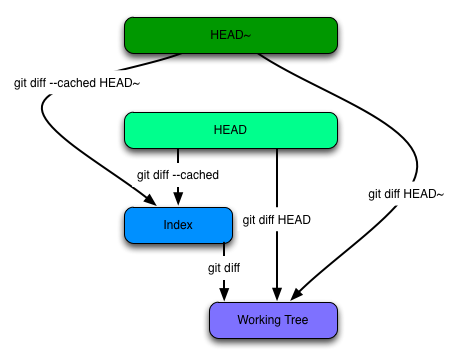 HEAD~
git diff --cached HEAD~
HEAD
git diff --cached
git diff HEAD~
Index
git diff HEAD
git diff
Working Tree